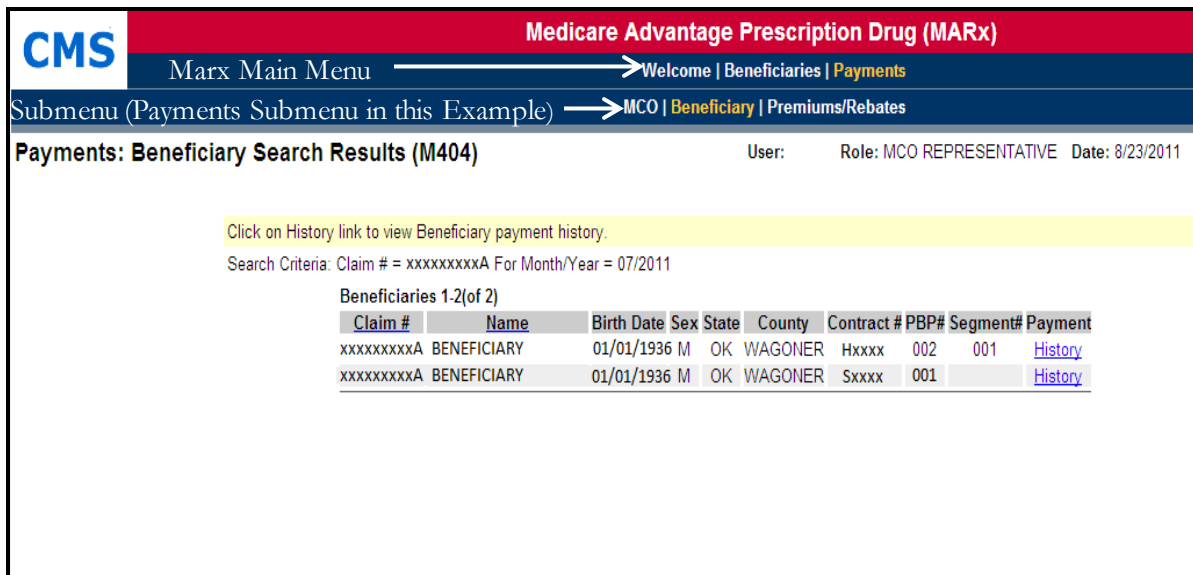 CMS
Medicare Advantage Prescription Drug (MARx)
Marx Main Menu Welcome | Beneficiaries | Payments
Submenu (Payments Submenu in this Example) MCO | Beneficiary | Premiums/Rebates
Payments: Beneficiary Search Results (M404) User: Role: MCO REPRESENTATIVE Date: 8/23/2011
Click on History link to view Beneficiary payment history.
Search Criteria: Claim # = xxxxxxxxxA For Month/Year = 07/2011
Beneficiaries 1-2(of 2)
Claim # Name Birth Date Sex State County Contract # PBP# Segment# Payment
xxxxxxxxxA BENEFICIARY 01/01/1936 M OK WAGONER Hxxxx 002 001 History
xxxxxxxxxA BENEFICIARY 01/01/1936 M OK WAGONER Sxxxx 001 History